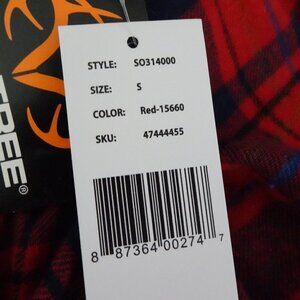 STYLE: SO314000
SIZE: S
COLOR: Red-15660
SKU: 47444455
8 87364 00274 7
TREE®